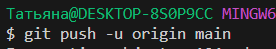 Татьяна@DESKTOP-8S0P9CC MINGW6
$ git push -u origin main